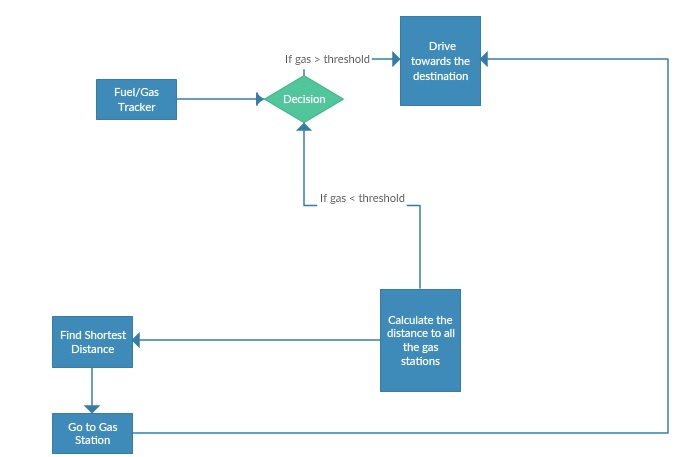 If gas > threshold
Drive
towards the
destination
Fuel/Gas
Tracker
Decision
If gas < threshold
Calculate the
distance to all
the gas
stations
Find Shortest
Distance
Go to Gas
Station